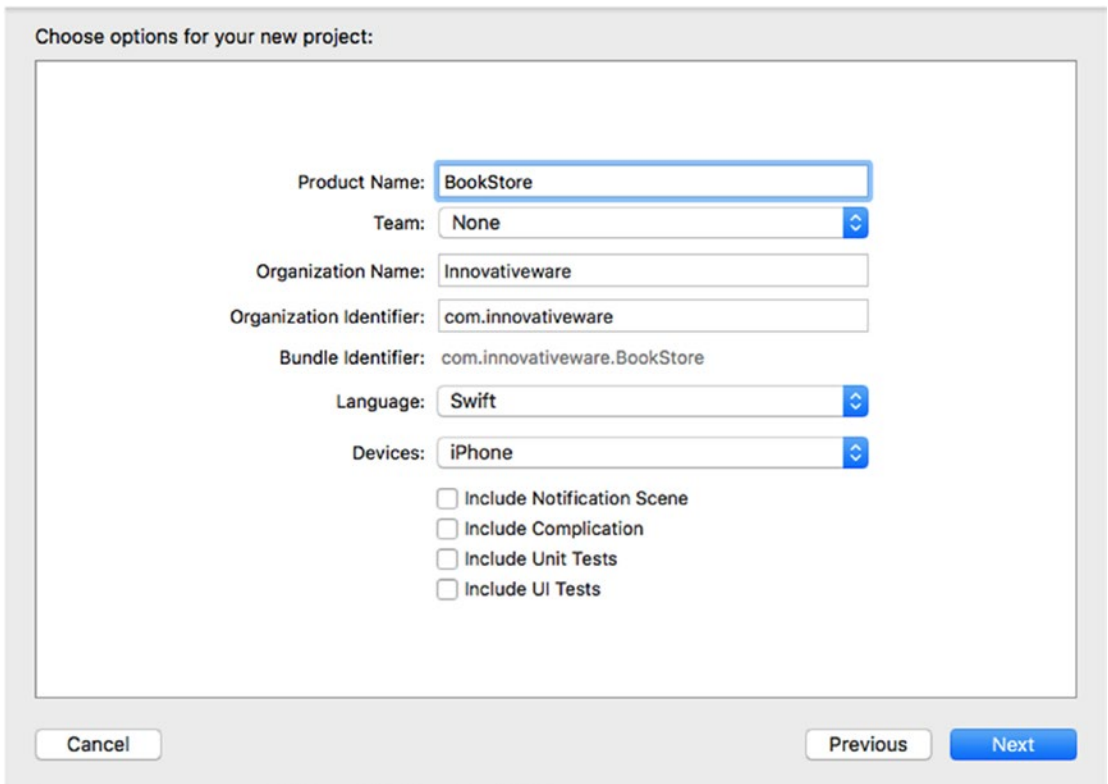 Choose options for your new project:
Product Name: BookStore
Team: None
Organization Name: Innovativeware
Organization Identifier: com.innovativeware
Bundle Identifier: com.innovativeware.BookStore
Language: Swift
Devices: iPhone
Include Notification Scene
Include Complication
Include Unit Tests
Include UI Tests
Cancel Previous Next